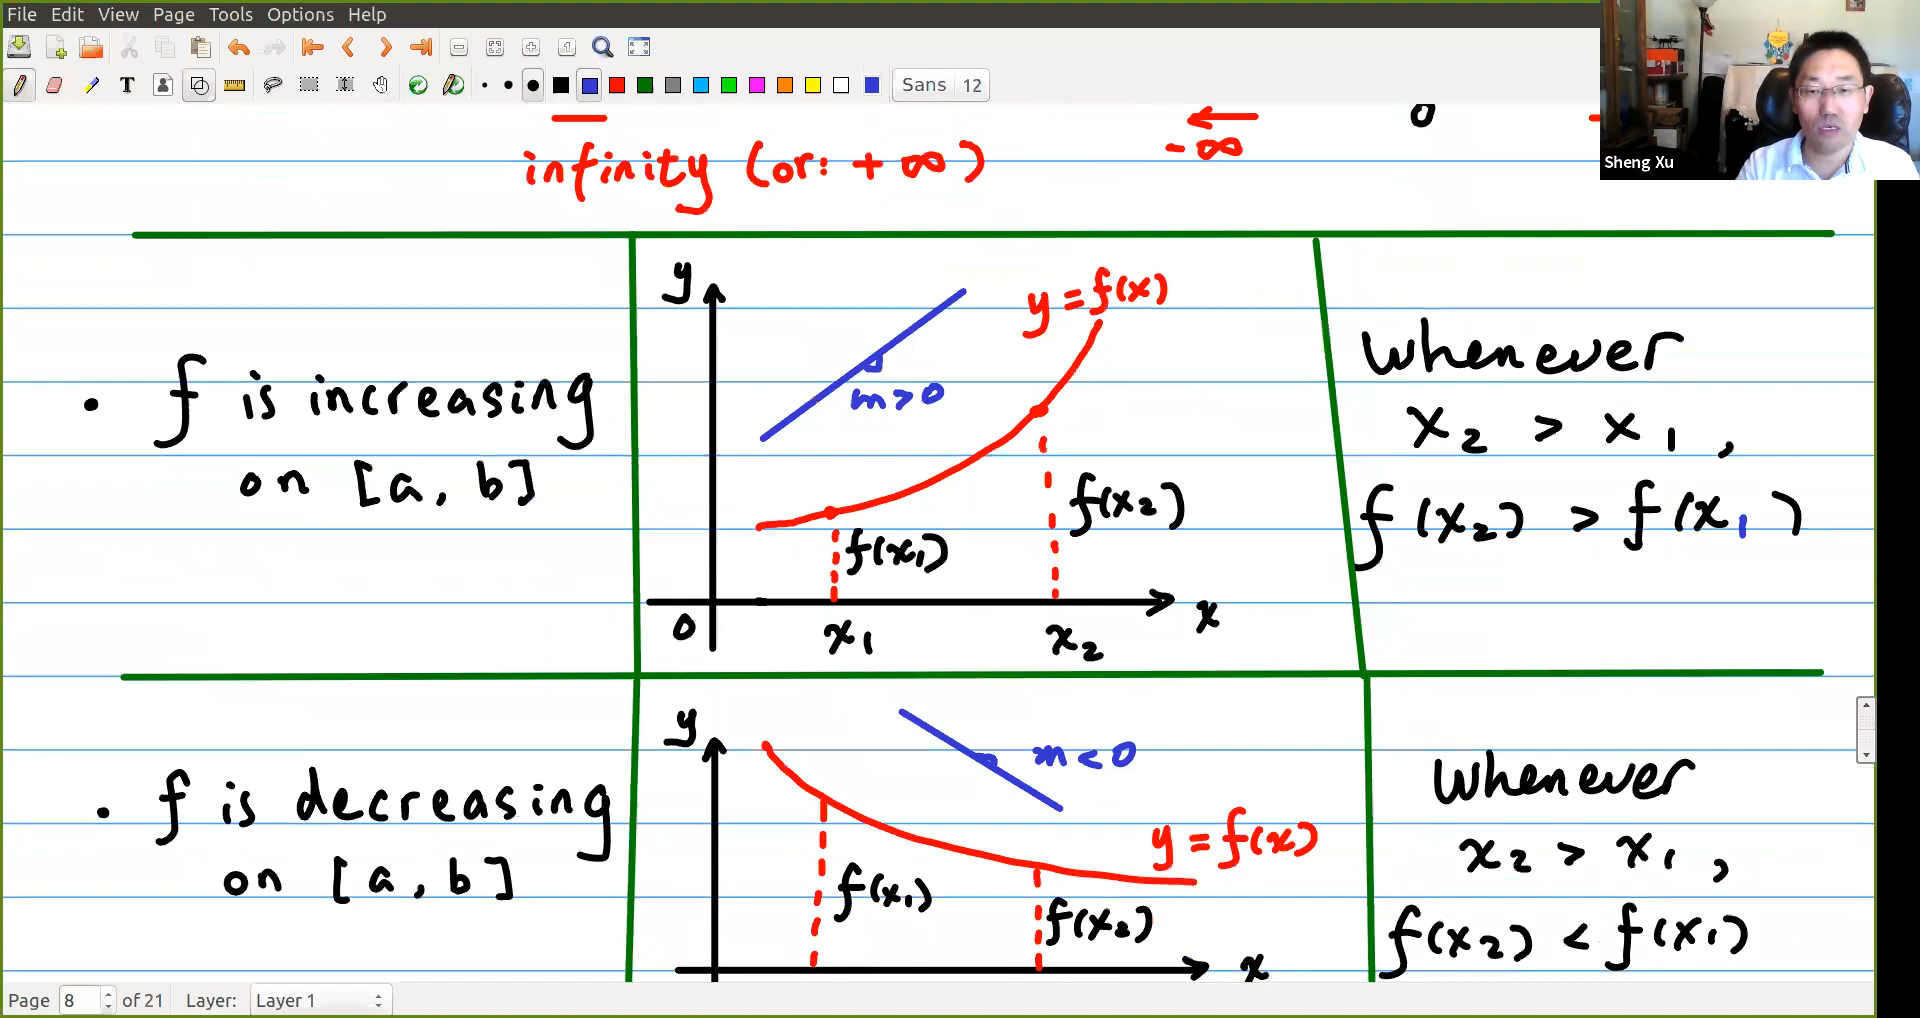 File Edit View Page Tools Options Help
Sans 12
Sheng Xu
0
-∞
infinity (or: + ∞)
y
y = f(x)
m > 0
• f is increasing
on [a, b]
f(x₁)
f(x₂)
0
x₁
x₂
x
Whenever
x₂ > x₁,
f(x₂) > f(x₁)
y
m < 0
• f is decreasing
on [a, b]
y = f(x)
f(x₁)
f(x₂)
x
Whenever
x₂ > x₁,
f(x₂) < f(x₁)
Page 8 of 21 Layer: Layer 1